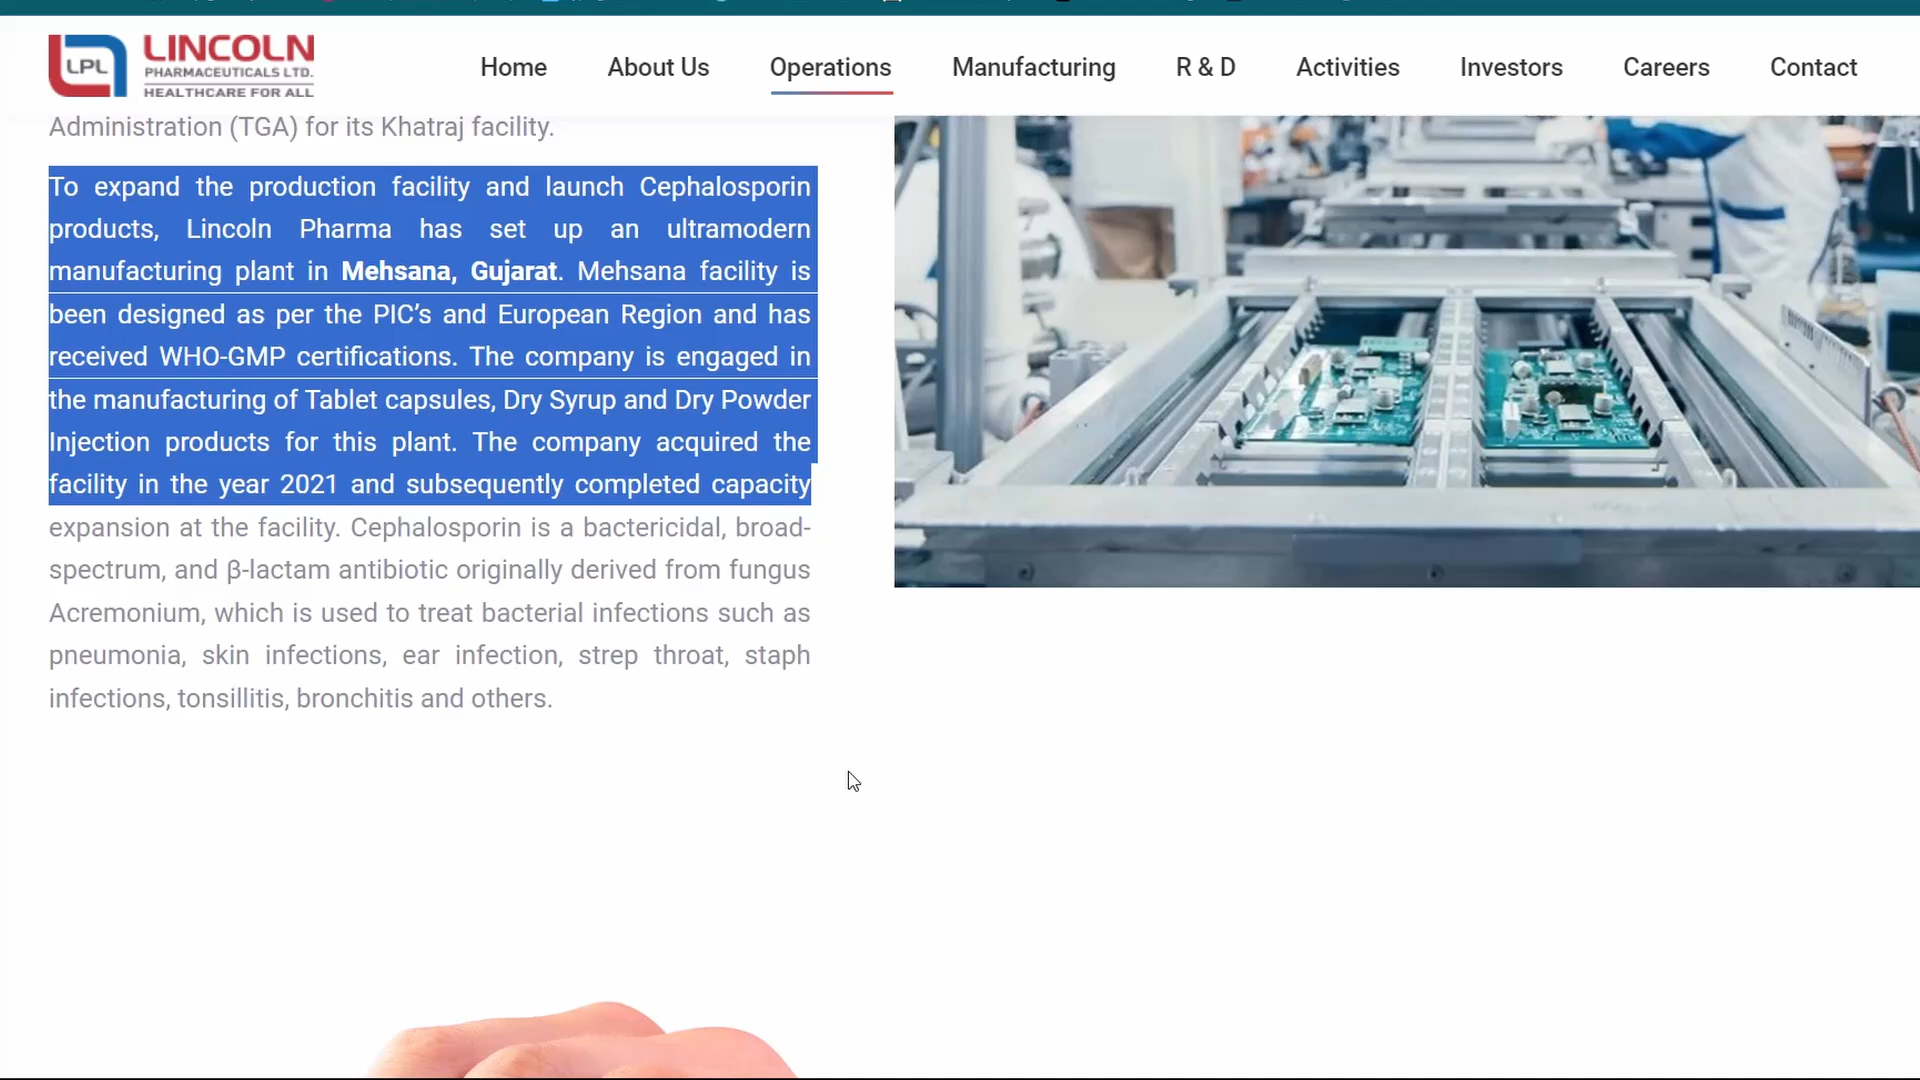 LPL
LINCOLN
PHARMACEUTICALS LTD.
HEALTHCARE FOR ALL
Home
About Us
Operations
Manufacturing
R & D
Activities
Investors
Careers
Contact
Administration (TGA) for its Khatraj facility.
To expand the production facility and launch Cephalosporin
products, Lincoln Pharma has set up an ultramodern
manufacturing plant in Mehsana, Gujarat. Mehsana facility is
been designed as per the PIC’s and European Region and has
received WHO-GMP certifications. The company is engaged in
the manufacturing of Tablet capsules, Dry Syrup and Dry Powder
Injection products for this plant. The company acquired the
facility in the year 2021 and subsequently completed capacity
expansion at the facility. Cephalosporin is a bactericidal, broad-
spectrum, and β-lactam antibiotic originally derived from fungus
Acremonium, which is used to treat bacterial infections such as
pneumonia, skin infections, ear infection, strep throat, staph
infections, tonsillitis, bronchitis and others.